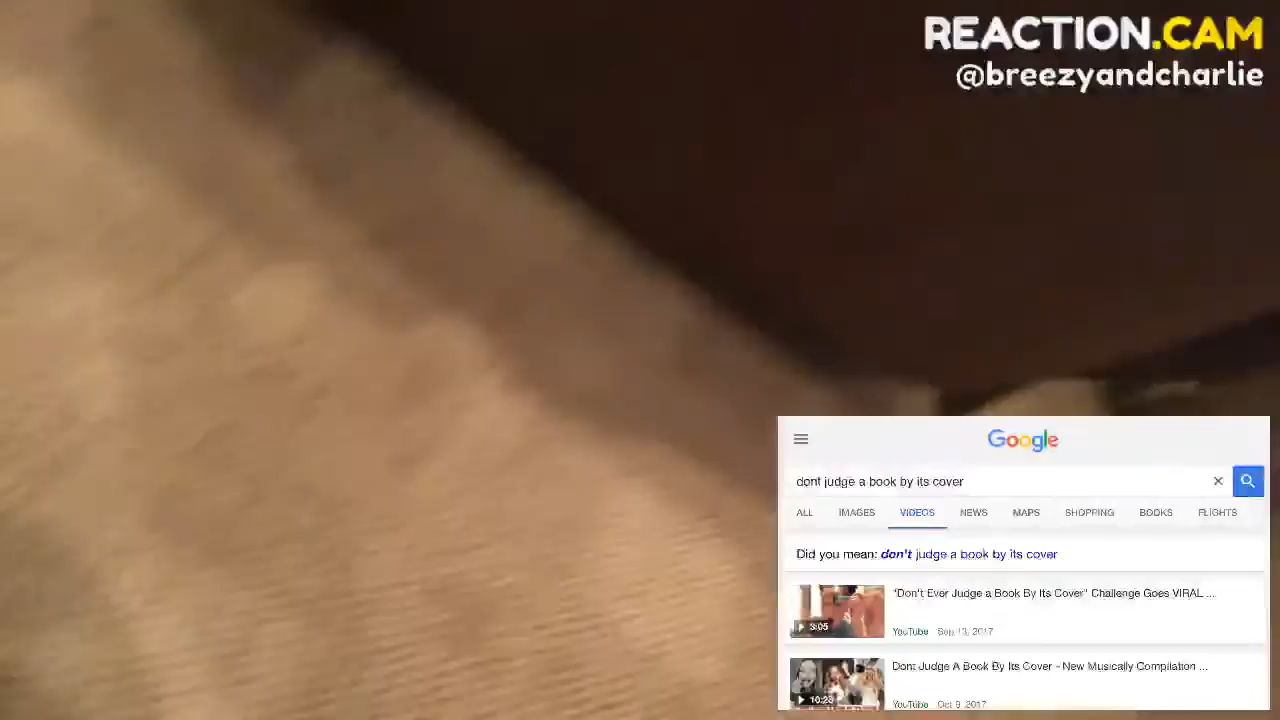 REACTION.CAM
@breezyandcharlie
Google
dont judge a book by its cover
ALL IMAGES VIDEOS NEWS MAPS SHOPPING BOOKS FLIGHTS
Did you mean: don't judge a book by its cover
"Don't Ever Judge a Book By Its Cover" Challenge Goes VIRAL ...
3:05
YouTube Sep 13, 2017
Dont Judge A Book By Its Cover - New Musically Compilation ...
10:28
YouTube Oct 9, 2017